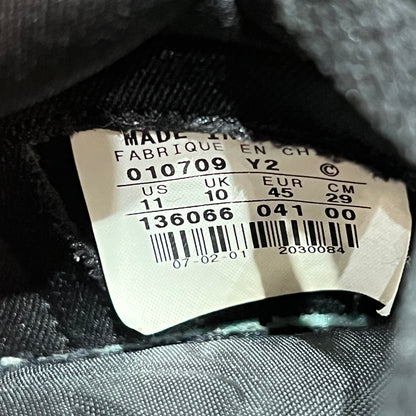 MADE IN
FABRIQUE EN CHI
010709 Y2 ©
US UK EUR CM
11 10 45 29
136066 041 00
07-02-01 2030084